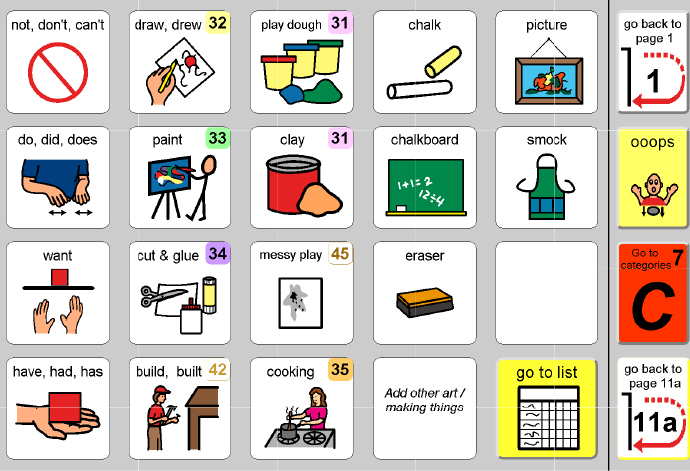 not, don't, can't
draw, drew 32
play dough 31
chalk
picture
go back to
page 1
1
do, did, does
paint 33
clay 31
chalkboard
1+1=2
12÷4
smock
ooops
want
cut & glue 34
messy play 45
eraser
Go to
categories 7
C
have, had, has
build, built 42
cooking 35
Add other art /
making things
go to list
go back to
page 11a
11a